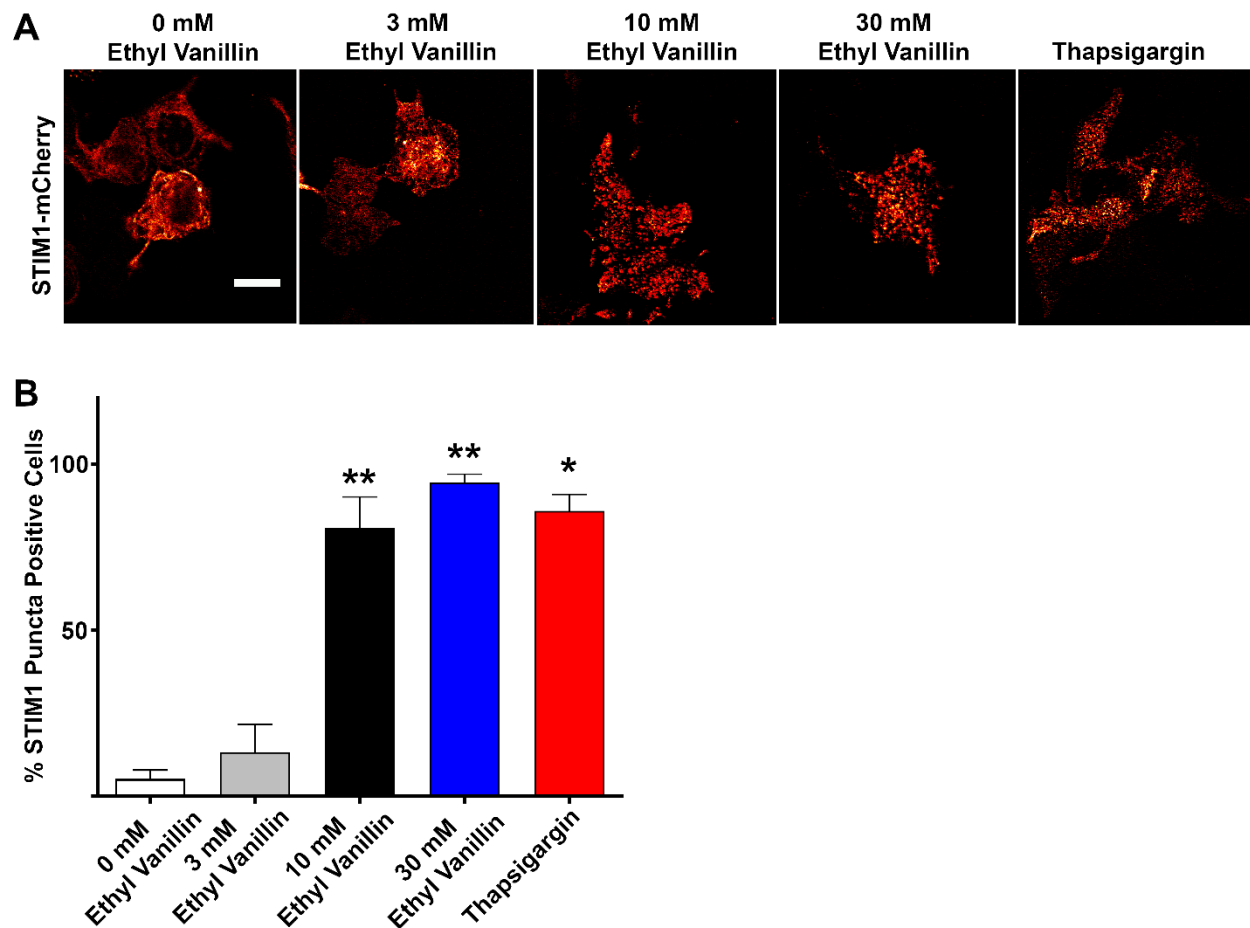 A
0 mM
Ethyl Vanillin
3 mM
Ethyl Vanillin
10 mM
Ethyl Vanillin
30 mM
Ethyl Vanillin
Thapsigargin
STIM1-mCherry
B
% STIM1 Puncta Positive Cells
100
50
**
**
*
0 mM
Ethyl Vanillin
3 mM
Ethyl Vanillin
10 mM
Ethyl Vanillin
30 mM
Ethyl Vanillin
Thapsigargin